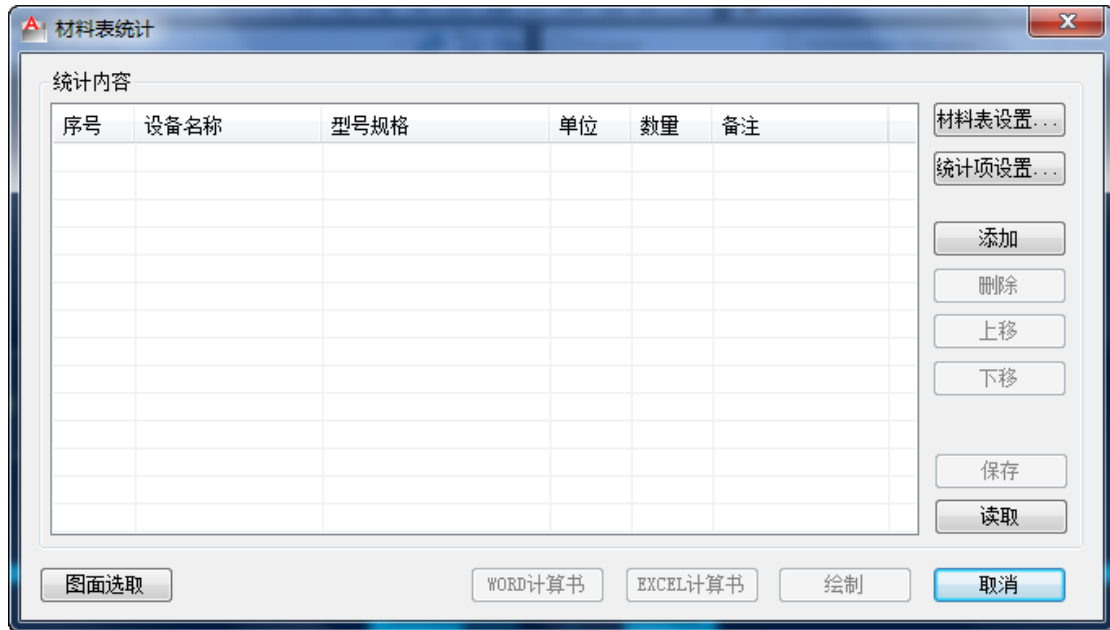 材料表统计
统计内容
序号 设备名称 型号规格 单位 数量 备注
材料表设置...
统计项设置...
添加
删除
上移
下移
保存
读取
图面选取 WORD计算书 EXCEL计算书 绘制 取消